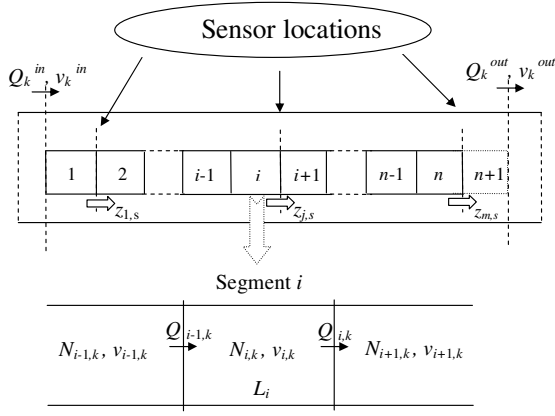 Sensor locations
Q_k^in, v_k^in
Q_k^out, v_k^out
1 2 i-1 i i+1 n-1 n n+1
z_1,s z_j,s z_m,s
Segment i
Q_i-1,k Q_i,k
N_i-1,k, v_i-1,k N_i,k, v_i,k N_i+1,k, v_i+1,k
L_i